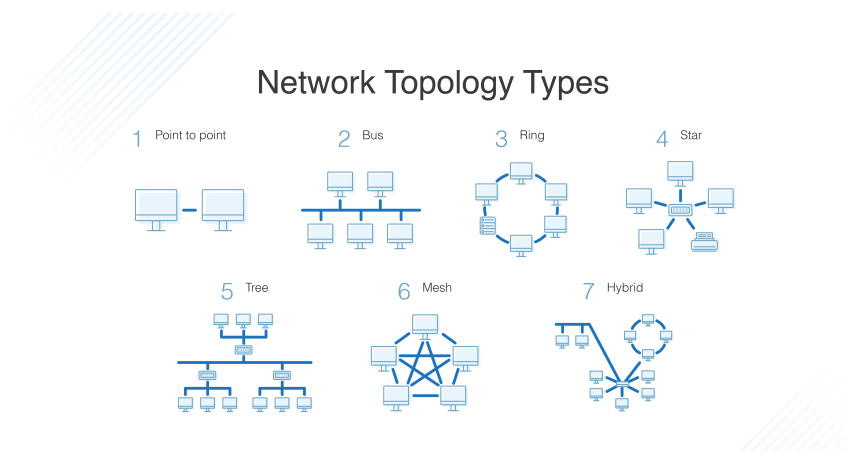 Network Topology Types
1 Point to point
2 Bus
3 Ring
4 Star
5 Tree
6 Mesh
7 Hybrid